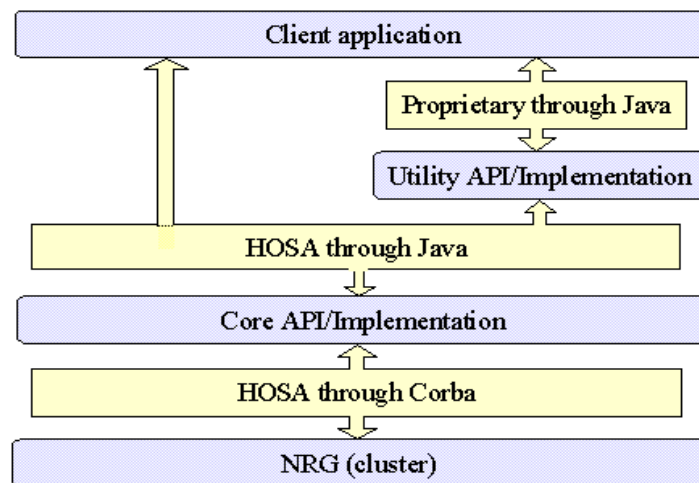 Client application
Proprietary through Java
Utility API/Implementation
HOSA through Java
Core API/Implementation
HOSA through Corba
NRG (cluster)